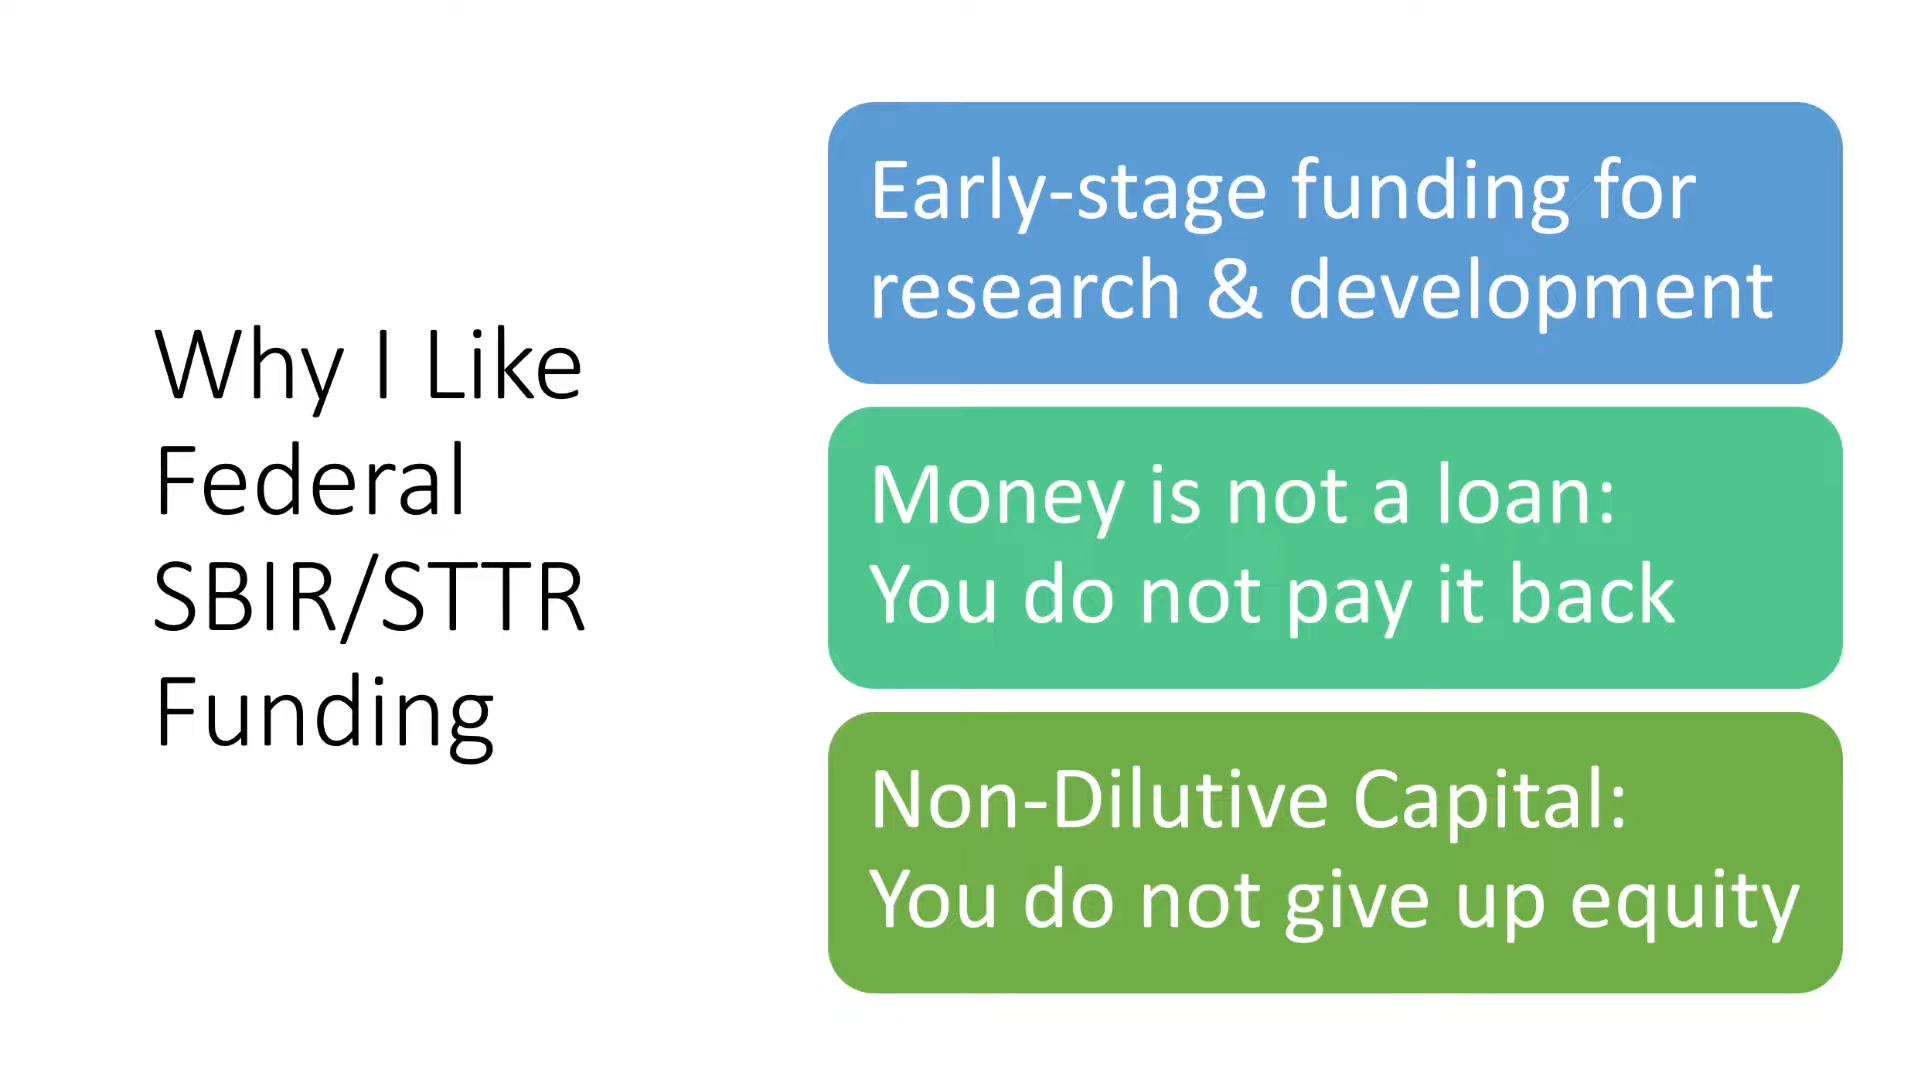 Why I Like
Federal
SBIR/STTR
Funding
Early-stage funding for
research & development
Money is not a loan:
You do not pay it back
Non-Dilutive Capital:
You do not give up equity